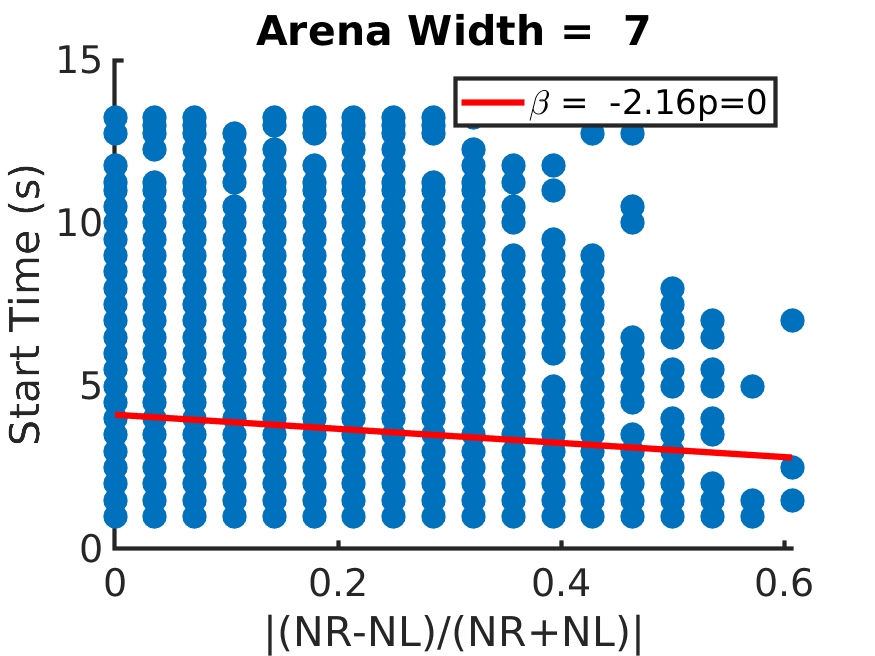 Arena Width = 7
β = -2.16p=0
15
10
5
0
Start Time (s)
0 0.2 0.4 0.6
|(NR-NL)/(NR+NL)|